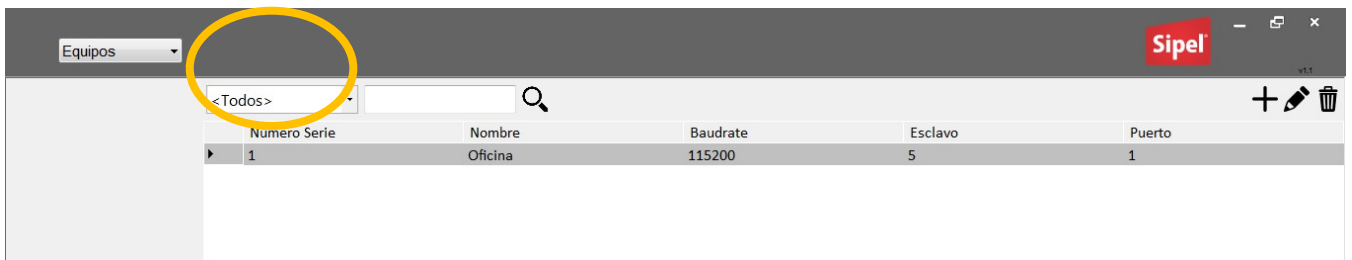 Equipos
Sipel
v1.1
<Todos>
Numero Serie Nombre Baudrate Esclavo Puerto
1 Oficina 115200 5 1